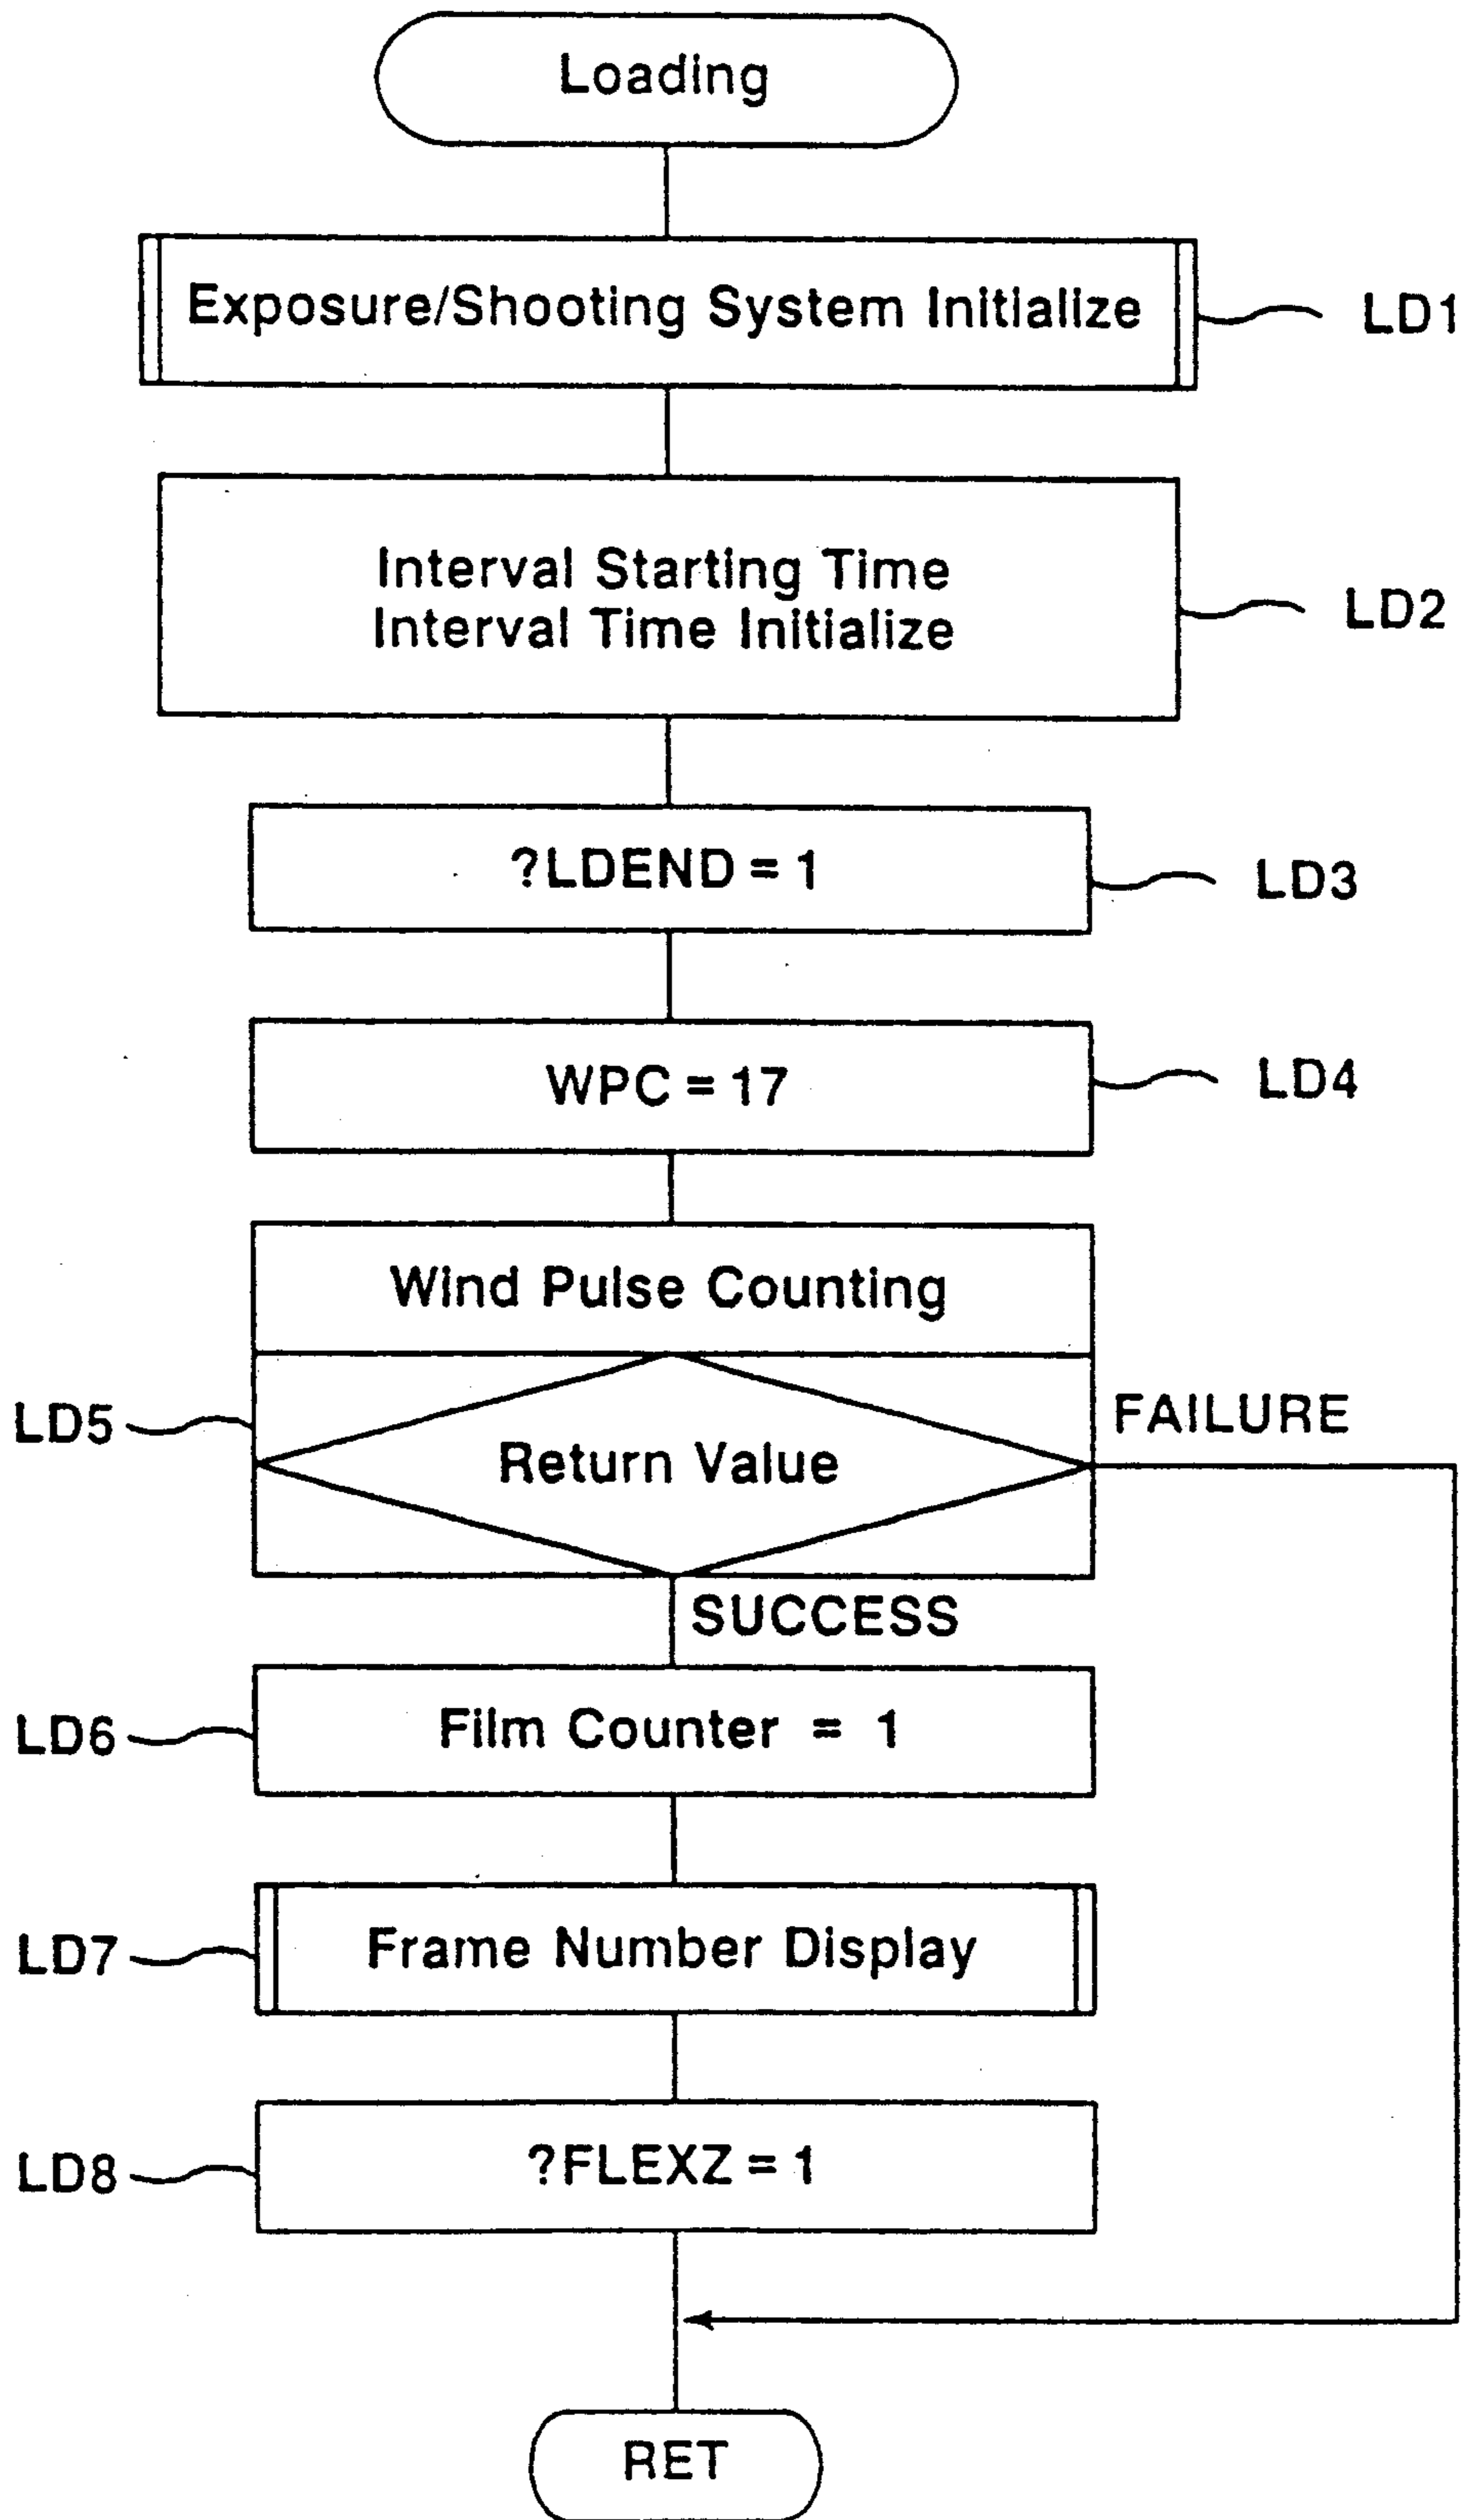 Loading
Exposure/Shooting System Initialize
LD1
Interval Starting Time
Interval Time Initialize
LD2
?LDEND = 1
LD3
WPC = 17
LD4
Wind Pulse Counting
LD5
Return Value
FAILURE
SUCCESS
LD6
Film Counter = 1
LD7
Frame Number Display
LD8
?FLEXZ = 1
RET